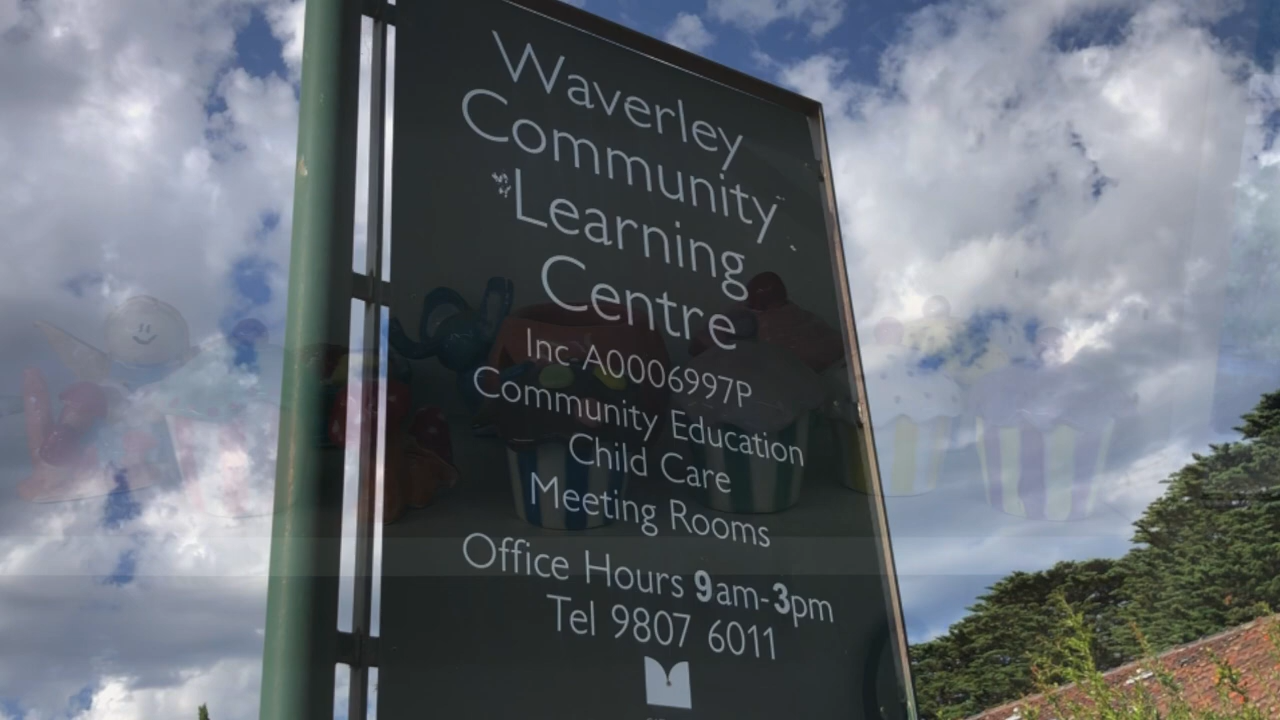 Waverley
Community
Learning
Centre
Inc A0006997P
Community Education
Child Care
Meeting Rooms
Office Hours 9am-3pm
Tel 9807 6011